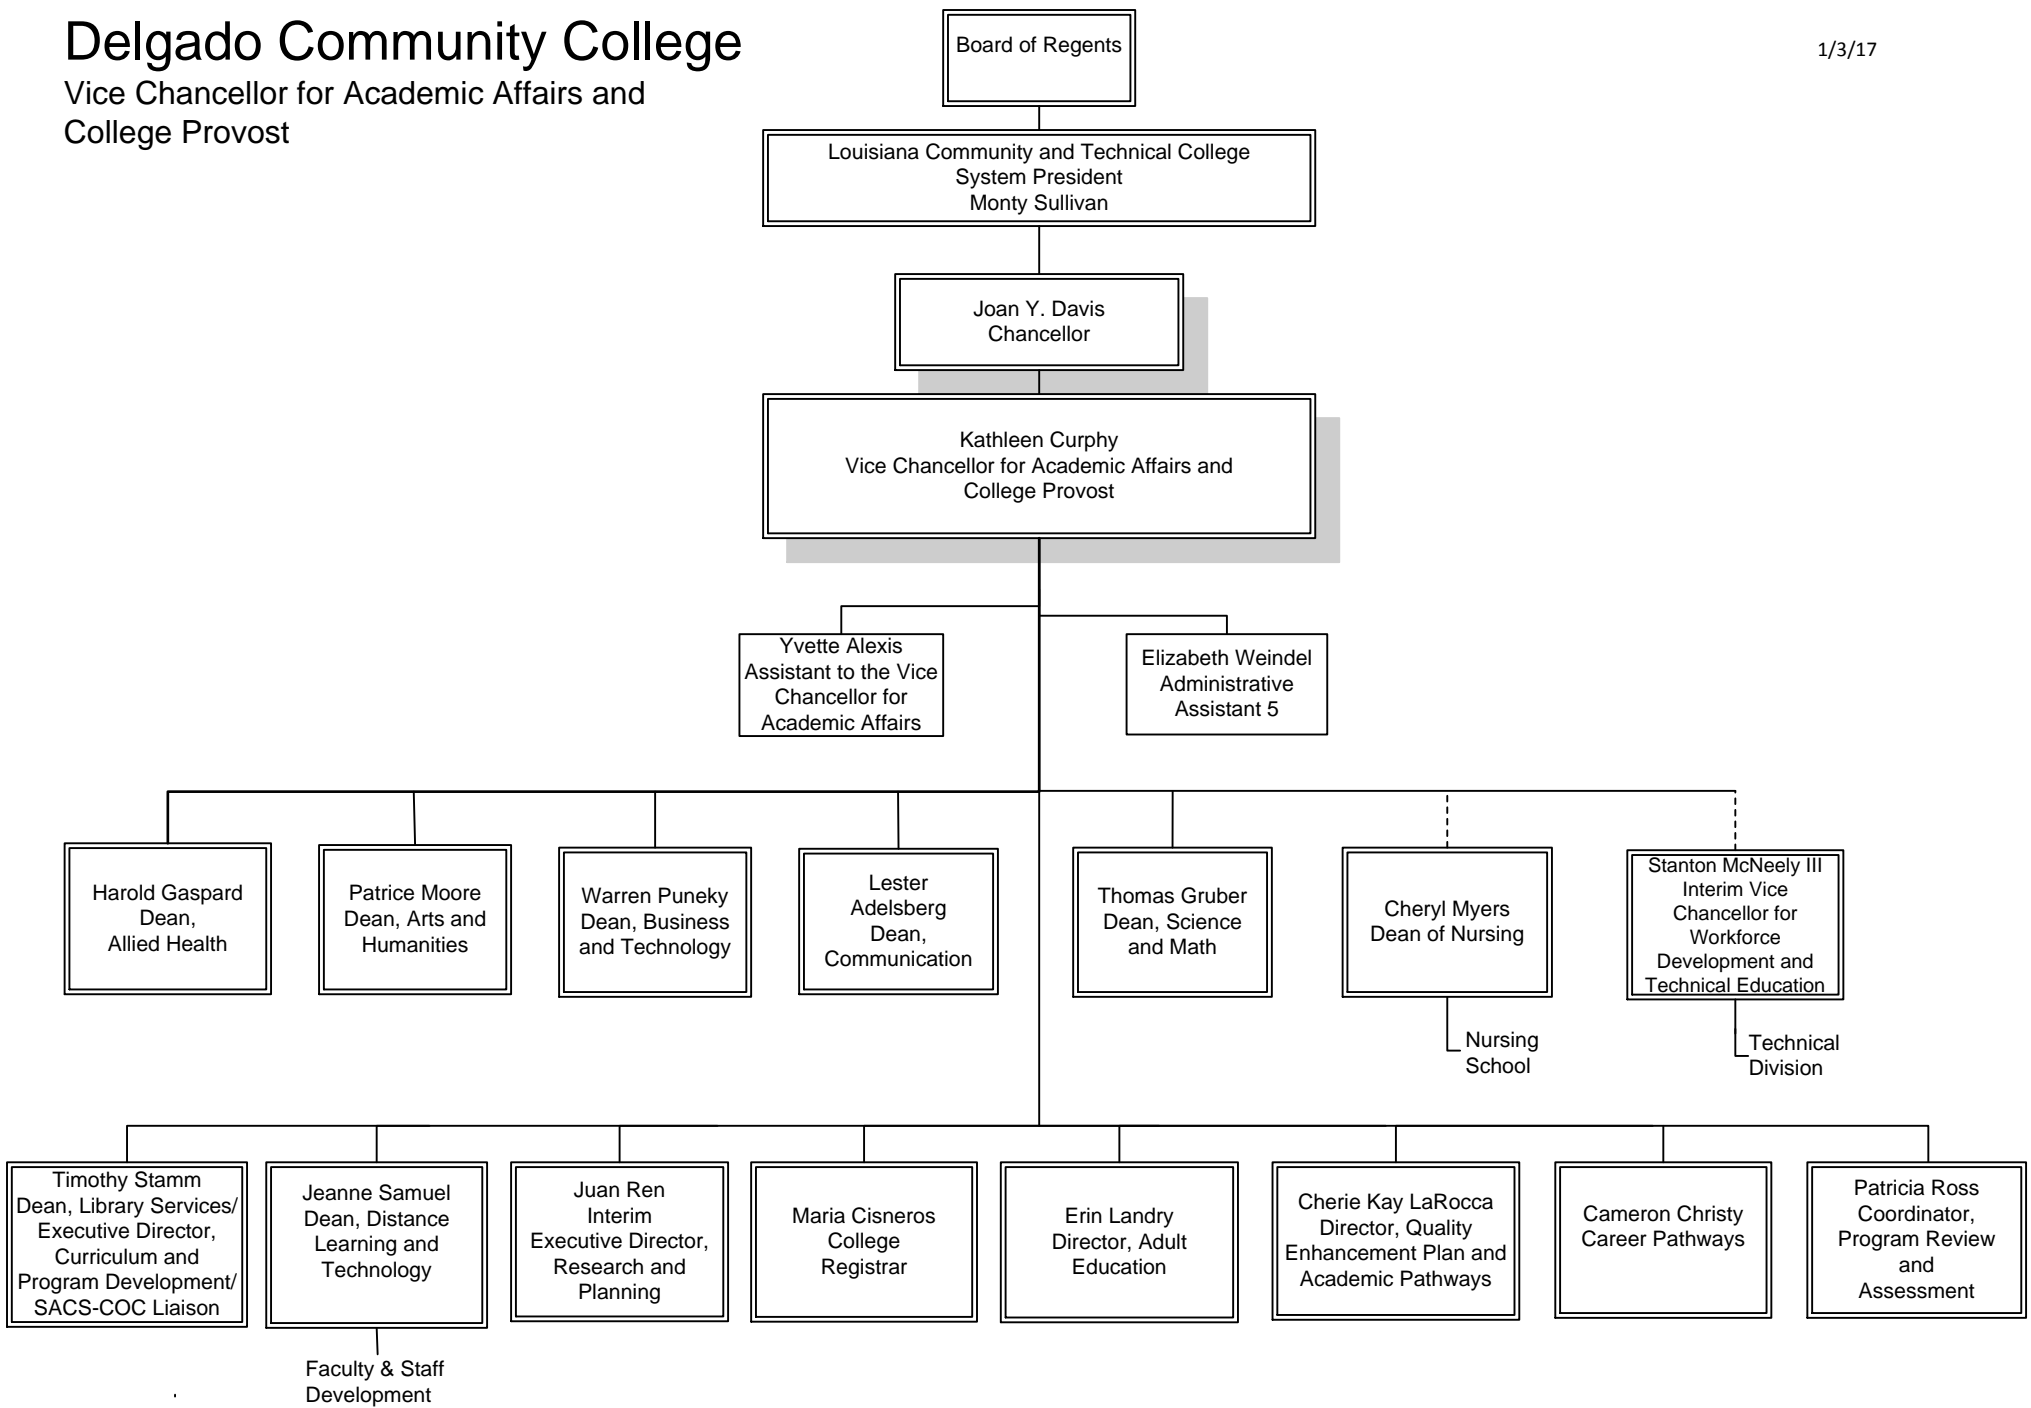 Delgado Community College
Vice Chancellor for Academic Affairs and
College Provost
1/3/17
Board of Regents
Louisiana Community and Technical College
System President
Monty Sullivan
Joan Y. Davis
Chancellor
Kathleen Curphy
Vice Chancellor for Academic Affairs and
College Provost
Yvette Alexis
Assistant to the Vice
Chancellor for
Academic Affairs
Elizabeth Weindel
Administrative
Assistant 5
Harold Gaspard
Dean,
Allied Health
Patrice Moore
Dean, Arts and
Humanities
Warren Puneky
Dean, Business
and Technology
Lester
Adelsberg
Dean,
Communication
Thomas Gruber
Dean, Science
and Math
Cheryl Myers
Dean of Nursing
Stanton McNeely III
Interim Vice
Chancellor for
Workforce
Development and
Technical Education
Nursing
School
Technical
Division
Timothy Stamm
Dean, Library Services/
Executive Director,
Curriculum and
Program Development/
SACS-COC Liaison
Jeanne Samuel
Dean, Distance
Learning and
Technology
Juan Ren
Interim
Executive Director,
Research and
Planning
Maria Cisneros
College
Registrar
Erin Landry
Director, Adult
Education
Cherie Kay LaRocca
Director, Quality
Enhancement Plan and
Academic Pathways
Cameron Christy
Career Pathways
Patricia Ross
Coordinator,
Program Review
and
Assessment
Faculty & Staff
Development